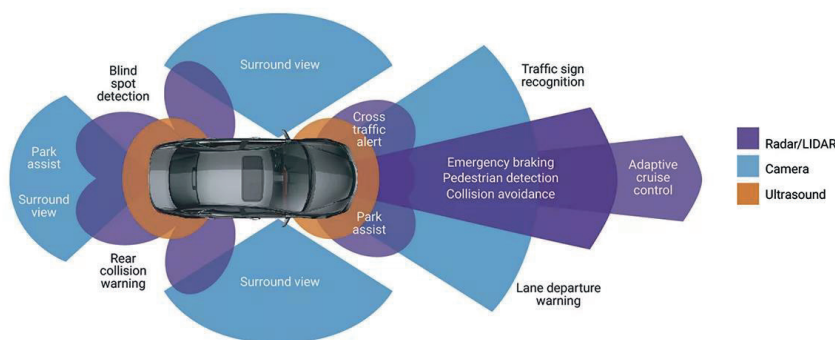 Surround view
Blind
spot
detection
Traffic sign
recognition
Cross
traffic
alert
Radar/LIDAR
Camera
Ultrasound
Park
assist
Surround
view
Emergency braking
Pedestrian detection
Collision avoidance
Adaptive
cruise
control
Park
assist
Rear
collision
warning
Surround view
Lane departure
warning